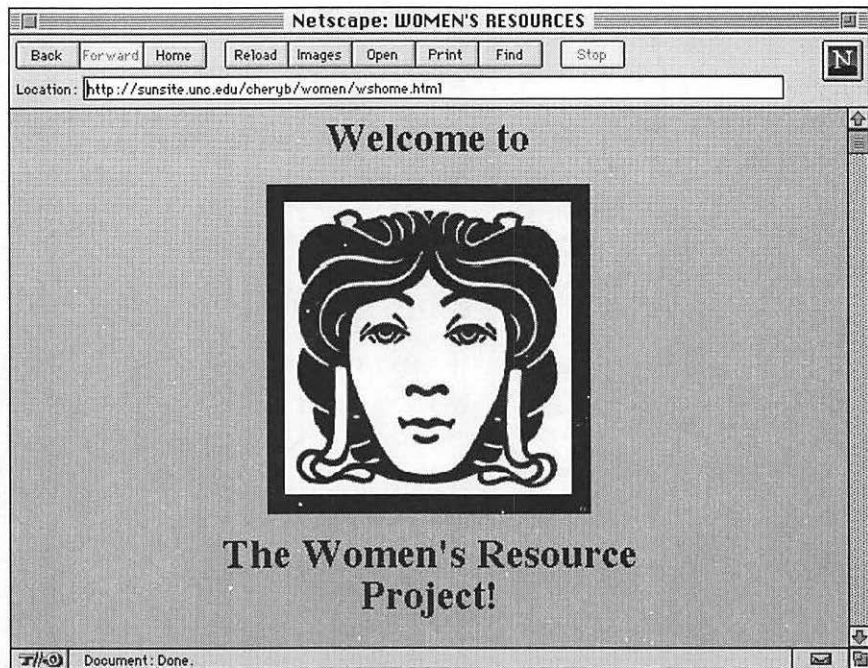 Netscape: WOMEN'S RESOURCES
Back Forward Home Reload Images Open Print Find Stop
N
Location: http://sunsite.unc.edu/cheryb/women/wshome.html
Welcome to
The Women's Resource
Project!
Document: Done.